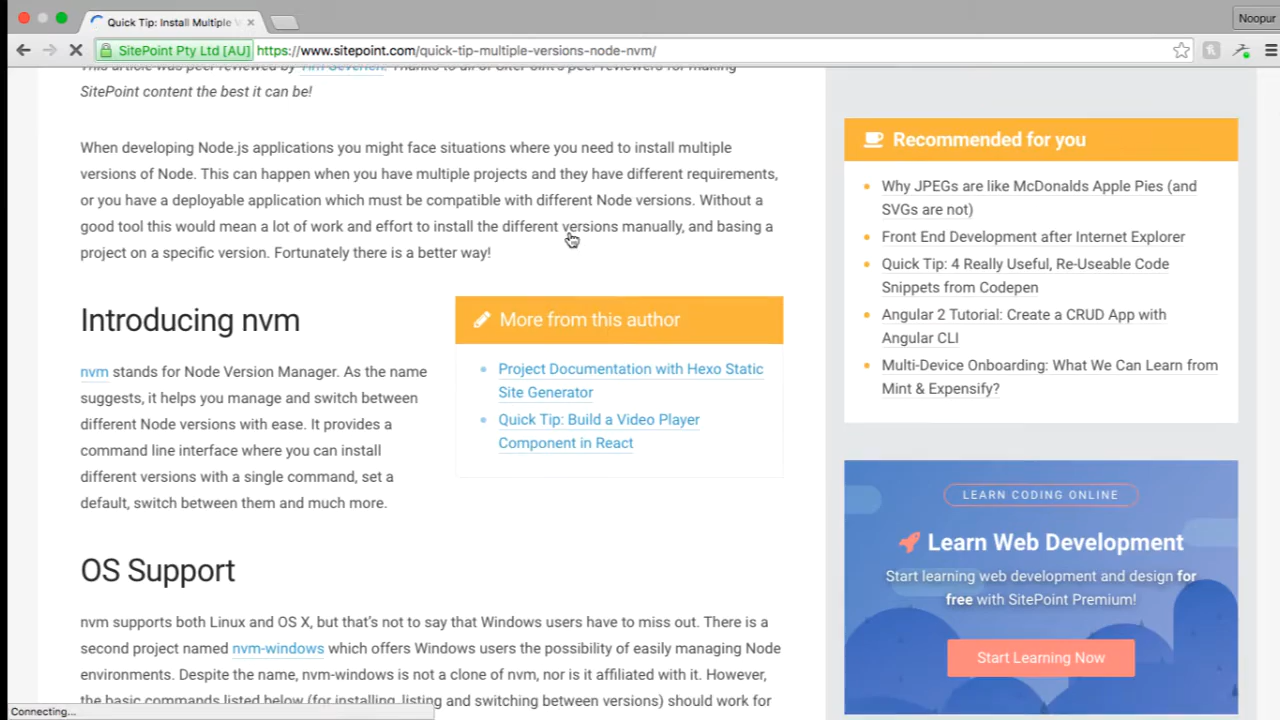 Quick Tip: Install Multiple V
Noopur
SitePoint Pty Ltd [AU] https://www.sitepoint.com/quick-tip-multiple-versions-node-nvm/
This article was peer reviewed by Tim Severien. Thanks to all of SitePoint's peer reviewers for making
SitePoint content the best it can be!
When developing Node.js applications you might face situations where you need to install multiple
versions of Node. This can happen when you have multiple projects and they have different requirements,
or you have a deployable application which must be compatible with different Node versions. Without a
good tool this would mean a lot of work and effort to install the different versions manually, and basing a
project on a specific version. Fortunately there is a better way!
Introducing nvm
nvm stands for Node Version Manager. As the name
suggests, it helps you manage and switch between
different Node versions with ease. It provides a
command line interface where you can install
different versions with a single command, set a
default, switch between them and much more.
More from this author
Project Documentation with Hexo Static
Site Generator
Quick Tip: Build a Video Player
Component in React
OS Support
nvm supports both Linux and OS X, but that's not to say that Windows users have to miss out. There is a
second project named nvm-windows which offers Windows users the possibility of easily managing Node
environments. Despite the name, nvm-windows is not a clone of nvm, nor is it affiliated with it. However,
the basic commands listed below (for installing, listing and switching between versions) should work for
Recommended for you
Why JPEGs are like McDonalds Apple Pies (and
SVGs are not)
Front End Development after Internet Explorer
Quick Tip: 4 Really Useful, Re-Useable Code
Snippets from Codepen
Angular 2 Tutorial: Create a CRUD App with
Angular CLI
Multi-Device Onboarding: What We Can Learn from
Mint & Expensify?
LEARN CODING ONLINE
Learn Web Development
Start learning web development and design for
free with SitePoint Premium!
Start Learning Now
Connecting...